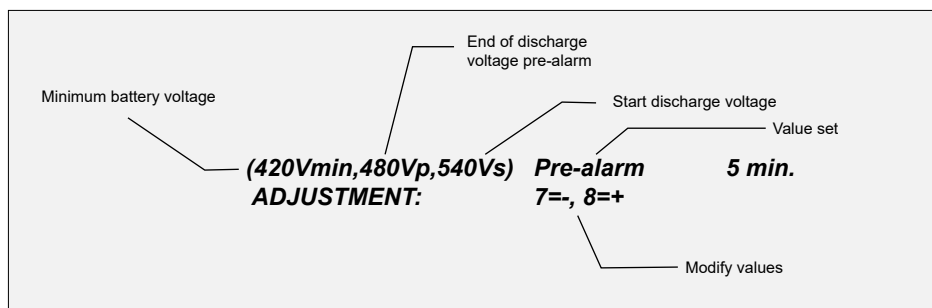 End of discharge
voltage pre-alarm
Minimum battery voltage
Start discharge voltage
Value set
(420Vmin,480Vp,540Vs) Pre-alarm 5 min.
ADJUSTMENT: 7=-, 8=+
Modify values